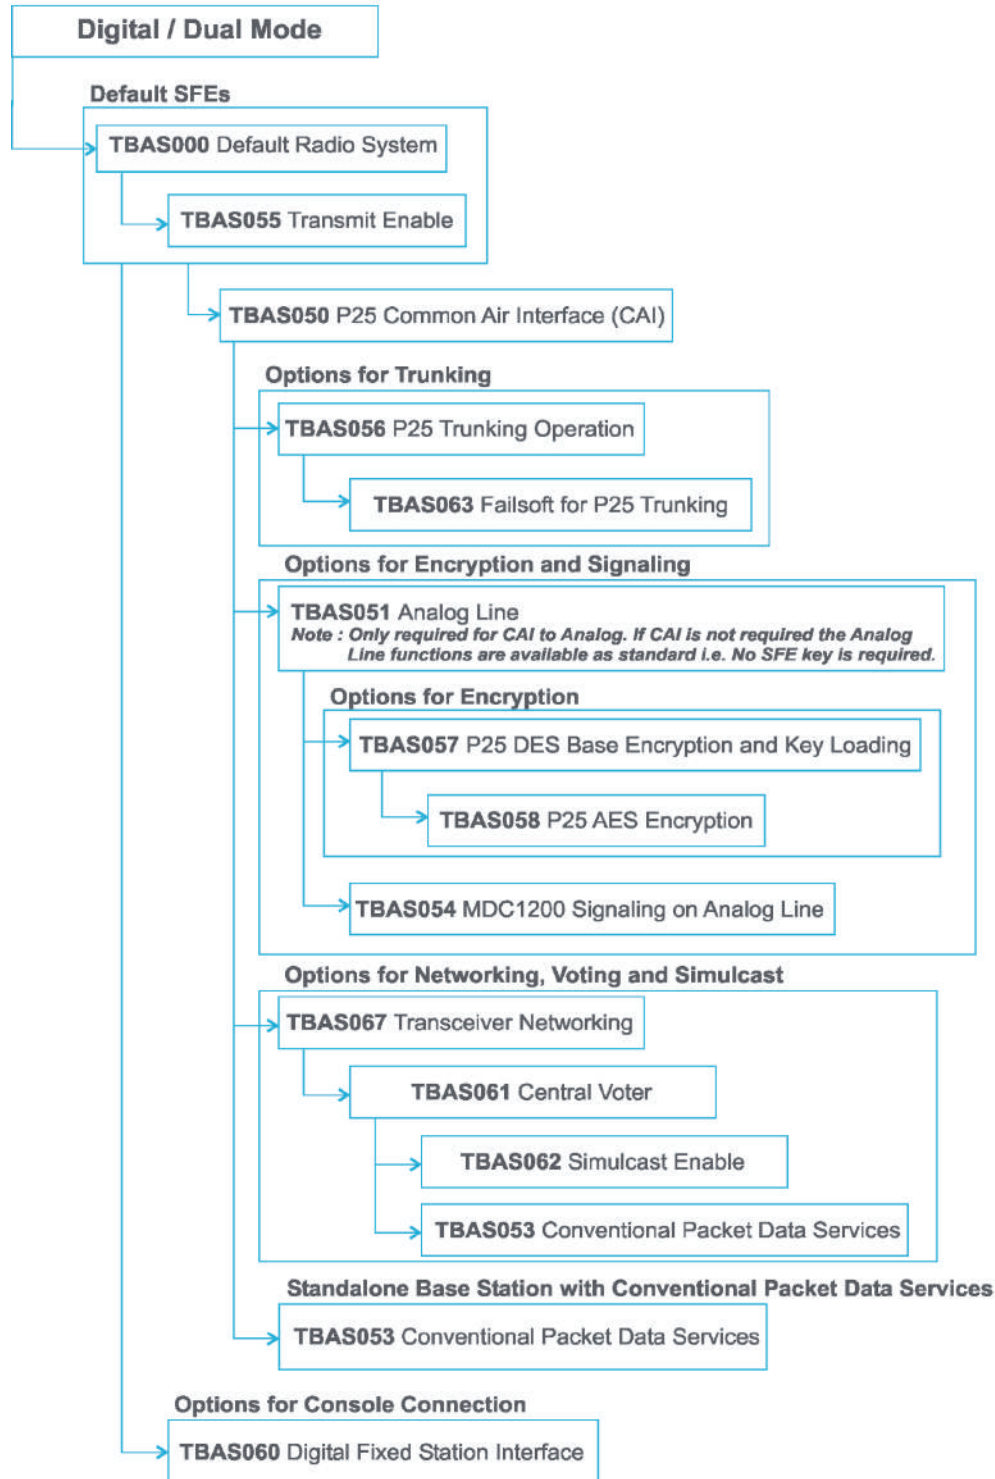 Digital / Dual Mode
Default SFEs
TBAS000 Default Radio System
TBAS055 Transmit Enable
TBAS050 P25 Common Air Interface (CAI)
Options for Trunking
TBAS056 P25 Trunking Operation
TBAS063 Failsoft for P25 Trunking
Options for Encryption and Signaling
TBAS051 Analog Line
Note : Only required for CAI to Analog. If CAI is not required the Analog
Line functions are available as standard i.e. No SFE key is required.
Options for Encryption
TBAS057 P25 DES Base Encryption and Key Loading
TBAS058 P25 AES Encryption
TBAS054 MDC1200 Signaling on Analog Line
Options for Networking, Voting and Simulcast
TBAS067 Transceiver Networking
TBAS061 Central Voter
TBAS062 Simulcast Enable
TBAS053 Conventional Packet Data Services
Standalone Base Station with Conventional Packet Data Services
TBAS053 Conventional Packet Data Services
Options for Console Connection
TBAS060 Digital Fixed Station Interface